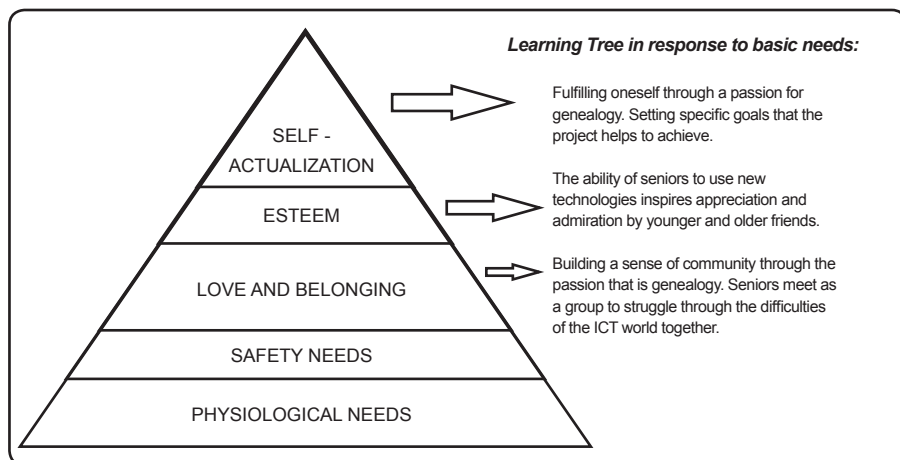 Learning Tree in response to basic needs:
Fulfilling oneself through a passion for
genealogy. Setting specific goals that the
project helps to achieve.
SELF -
ACTUALIZATION
The ability of seniors to use new
technologies inspires appreciation and
admiration by younger and older friends.
ESTEEM
Building a sense of community through the
passion that is genealogy. Seniors meet as
a group to struggle through the difficulties
of the ICT world together.
LOVE AND BELONGING
SAFETY NEEDS
PHYSIOLOGICAL NEEDS